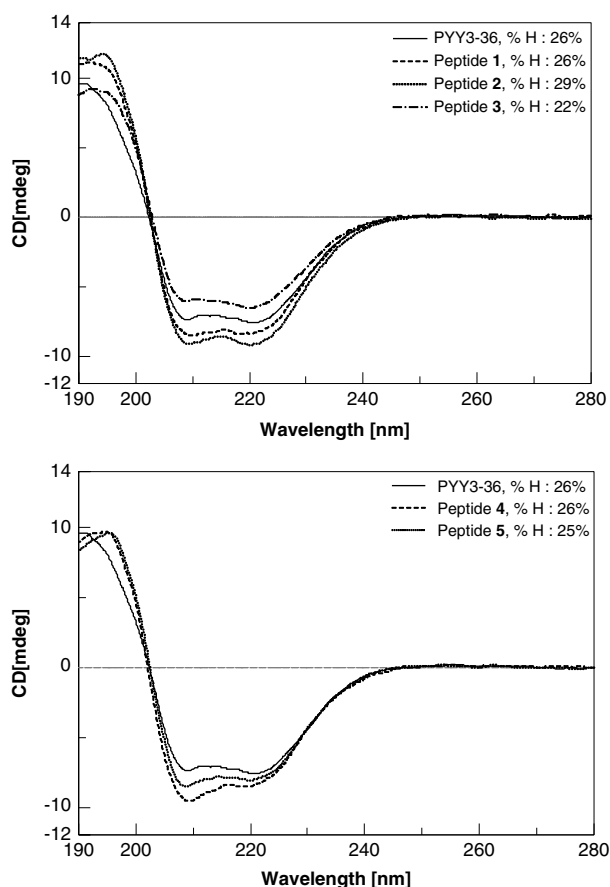 14
10
0
-10
-12
CD[mdeg]
PYY3-36, % H : 26%
Peptide 1, % H : 26%
Peptide 2, % H : 29%
Peptide 3, % H : 22%
190 200 220 240 260 280
Wavelength [nm]
14
10
0
-10
-12
CD[mdeg]
PYY3-36, % H : 26%
Peptide 4, % H : 26%
Peptide 5, % H : 25%
190 200 220 240 260 280
Wavelength [nm]